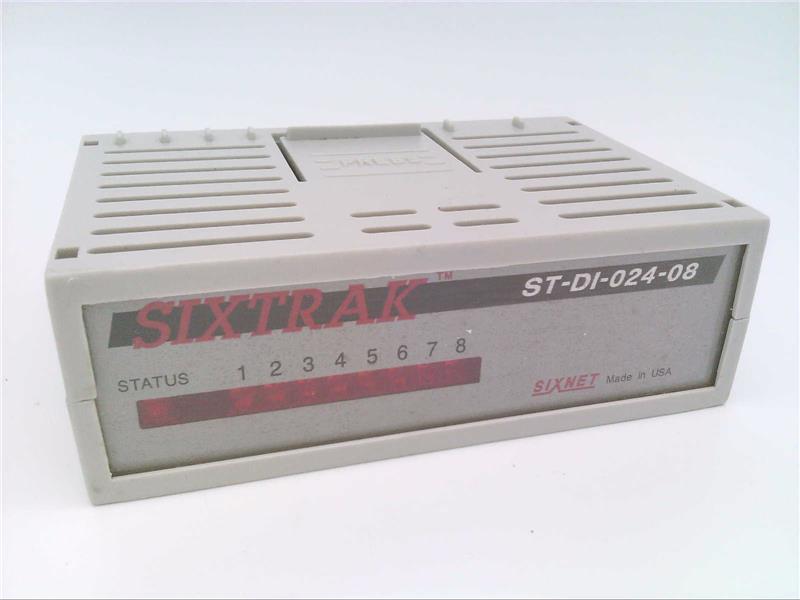 SIXTRAK™ ST-DI-024-08
STATUS 1 2 3 4 5 6 7 8
SIXNET Made in USA